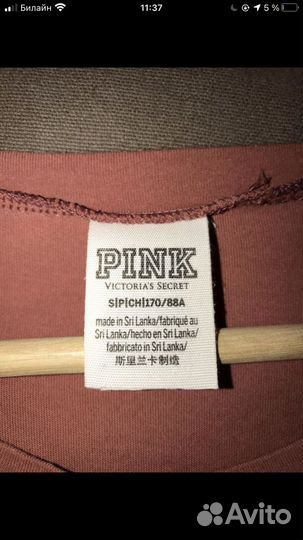 Билайн 11:37 5 %
PINK
VICTORIA'S SECRET
S|P|CH|170/88A
made in Sri Lanka/fabriqué au
Sri Lanka/hecho en Sri Lanka/
fabbricato in Sri Lanka/
斯里兰卡制造
Avito